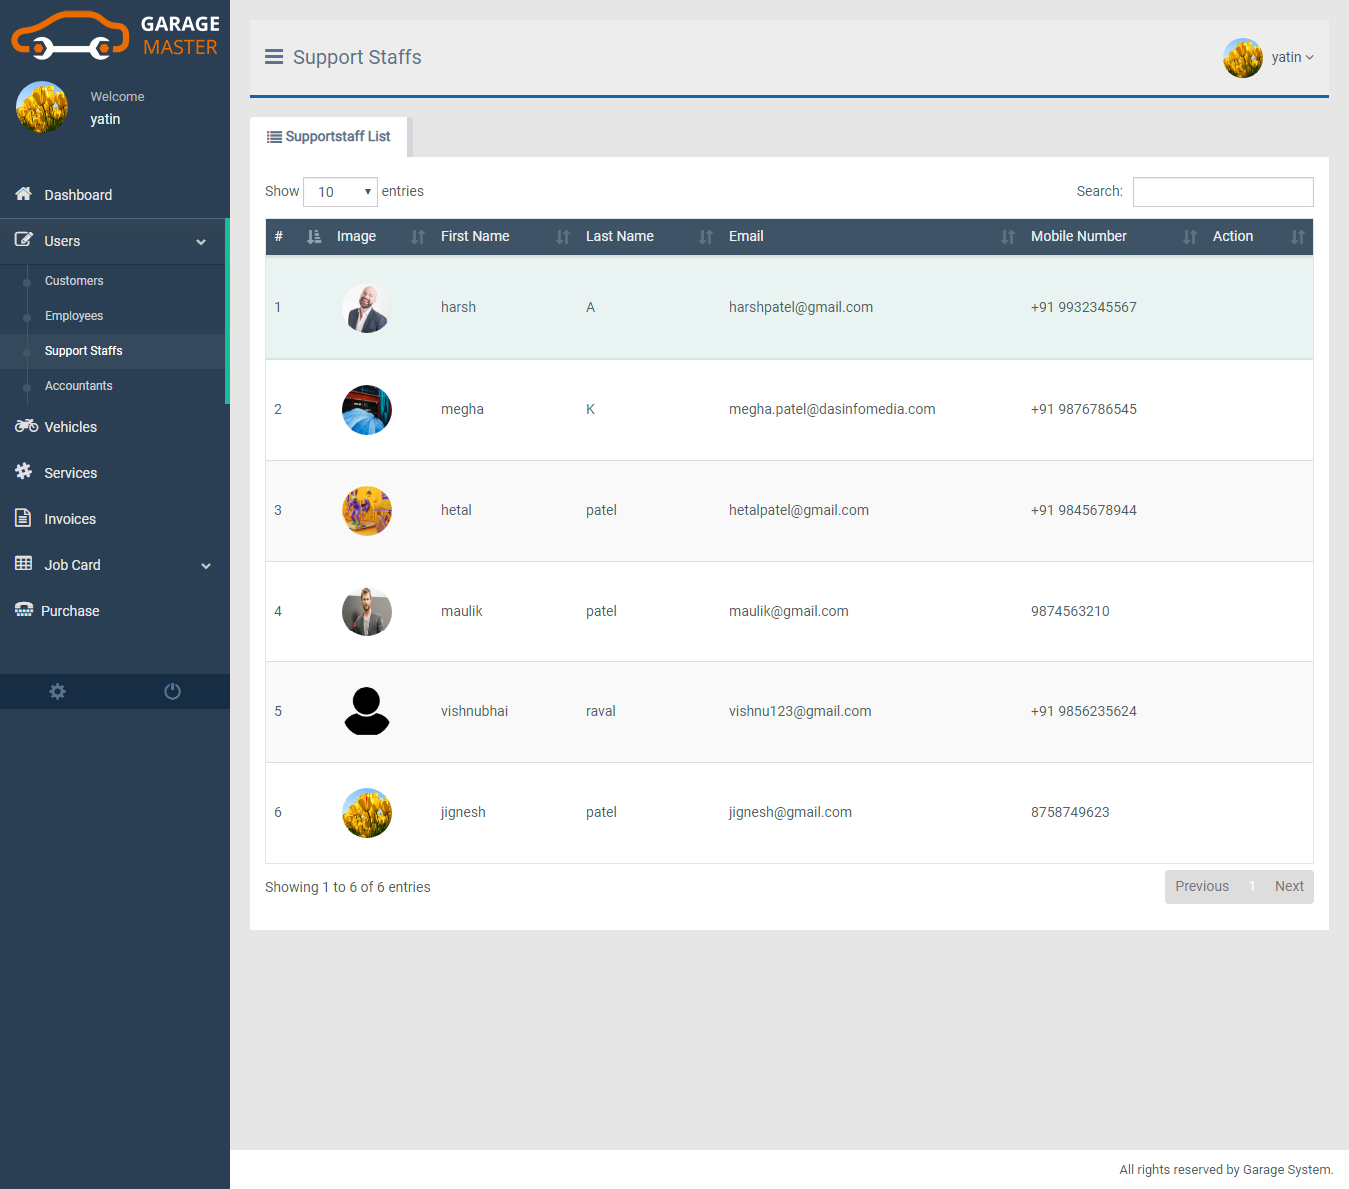 GARAGE
MASTER
Welcome
yatin
Dashboard
Users
Customers
Employees
Support Staffs
Accountants
Vehicles
Services
Invoices
Job Card
Purchase
Support Staffs
yatin
Supportstaff List
Show 10 entries
Search:
# Image First Name Last Name Email Mobile Number Action
1 harsh A harshpatel@gmail.com +91 9932345567
2 megha K megha.patel@dasinfomedia.com +91 9876786545
3 hetal patel hetalpatel@gmail.com +91 9845678944
4 maulik patel maulik@gmail.com 9874563210
5 vishnubhai raval vishnu123@gmail.com +91 9856235624
6 jignesh patel jignesh@gmail.com 8758749623
Showing 1 to 6 of 6 entries
Previous 1 Next
All rights reserved by Garage System.